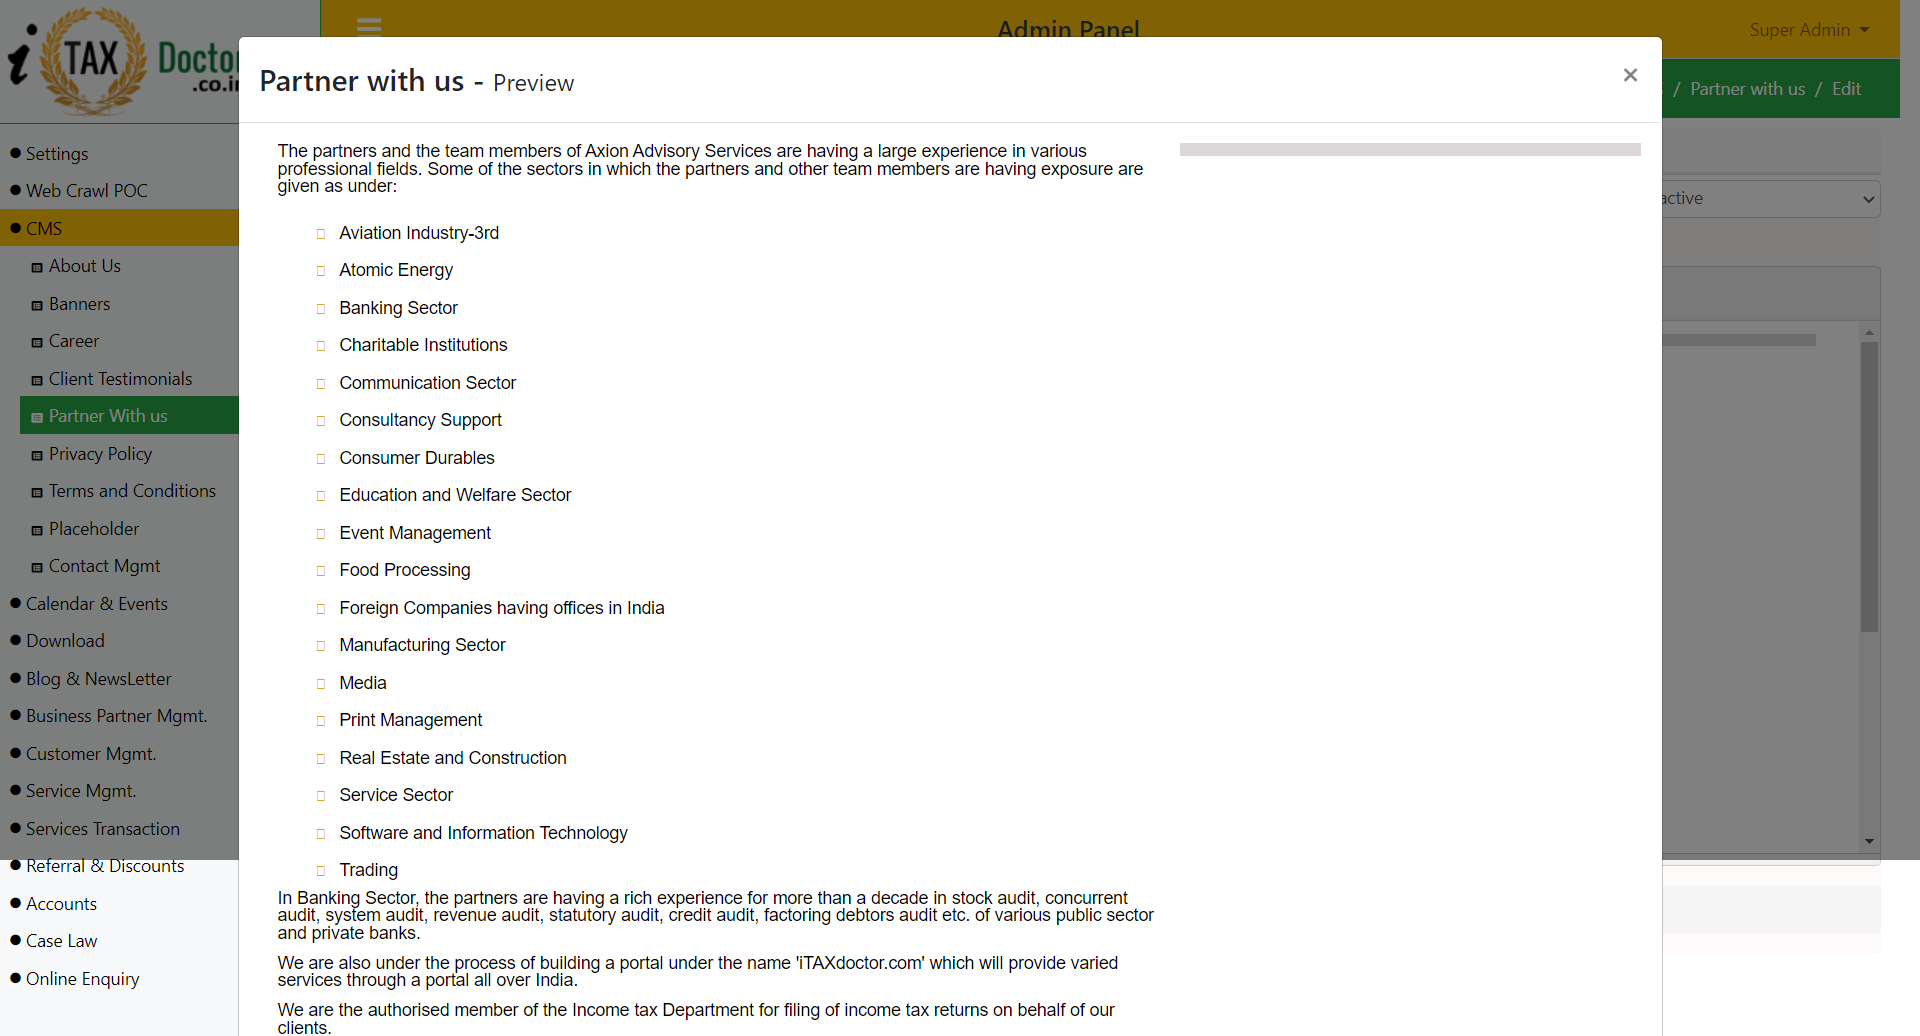 i TAX Doctor
.co.in
Admin Panel
Super Admin
/ Partner with us / Edit
Partner with us - Preview
×
Settings
Web Crawl POC
CMS
About Us
Banners
Career
Client Testimonials
Partner With us
Privacy Policy
Terms and Conditions
Placeholder
Contact Mgmt
Calendar & Events
Download
Blog & NewsLetter
Business Partner Mgmt.
Customer Mgmt.
Service Mgmt.
Services Transaction
Referral & Discounts
Accounts
Case Law
Online Enquiry
active
The partners and the team members of Axion Advisory Services are having a large experience in various
professional fields. Some of the sectors in which the partners and other team members are having exposure are
given as under:
Aviation Industry-3rd
Atomic Energy
Banking Sector
Charitable Institutions
Communication Sector
Consultancy Support
Consumer Durables
Education and Welfare Sector
Event Management
Food Processing
Foreign Companies having offices in India
Manufacturing Sector
Media
Print Management
Real Estate and Construction
Service Sector
Software and Information Technology
Trading
In Banking Sector, the partners are having a rich experience for more than a decade in stock audit, concurrent
audit, system audit, revenue audit, statutory audit, credit audit, factoring debtors audit etc. of various public sector
and private banks.
We are also under the process of building a portal under the name 'iTAXdoctor.com' which will provide varied
services through a portal all over India.
We are the authorised member of the Income tax Department for filing of income tax returns on behalf of our
clients.